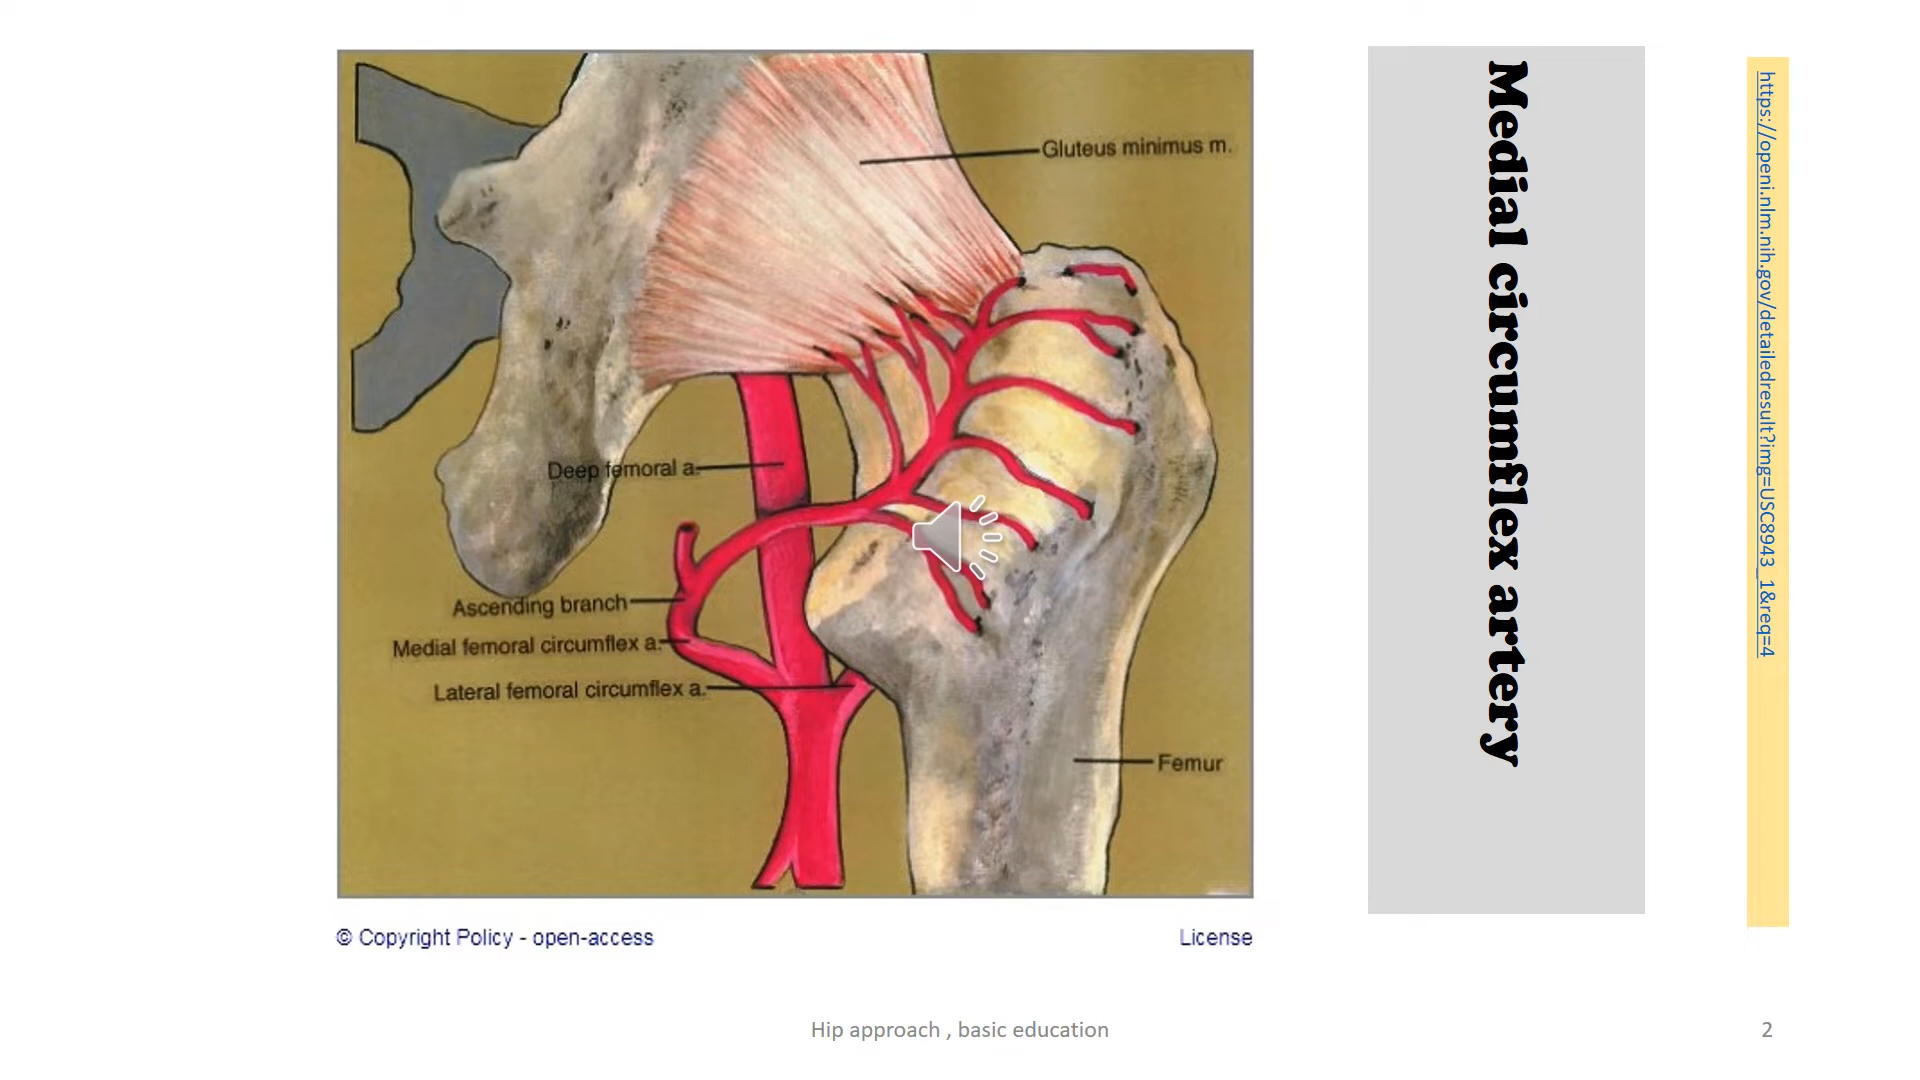 Gluteus minimus m.
Deep femoral a.
Ascending branch
Medial femoral circumflex a.
Lateral femoral circumflex a.
Femur
© Copyright Policy - open-access
License
Medial circumflex artery
https://openi.nlm.nih.gov/detailedresult?img=USC8943_1&req=4
Hip approach , basic education
2